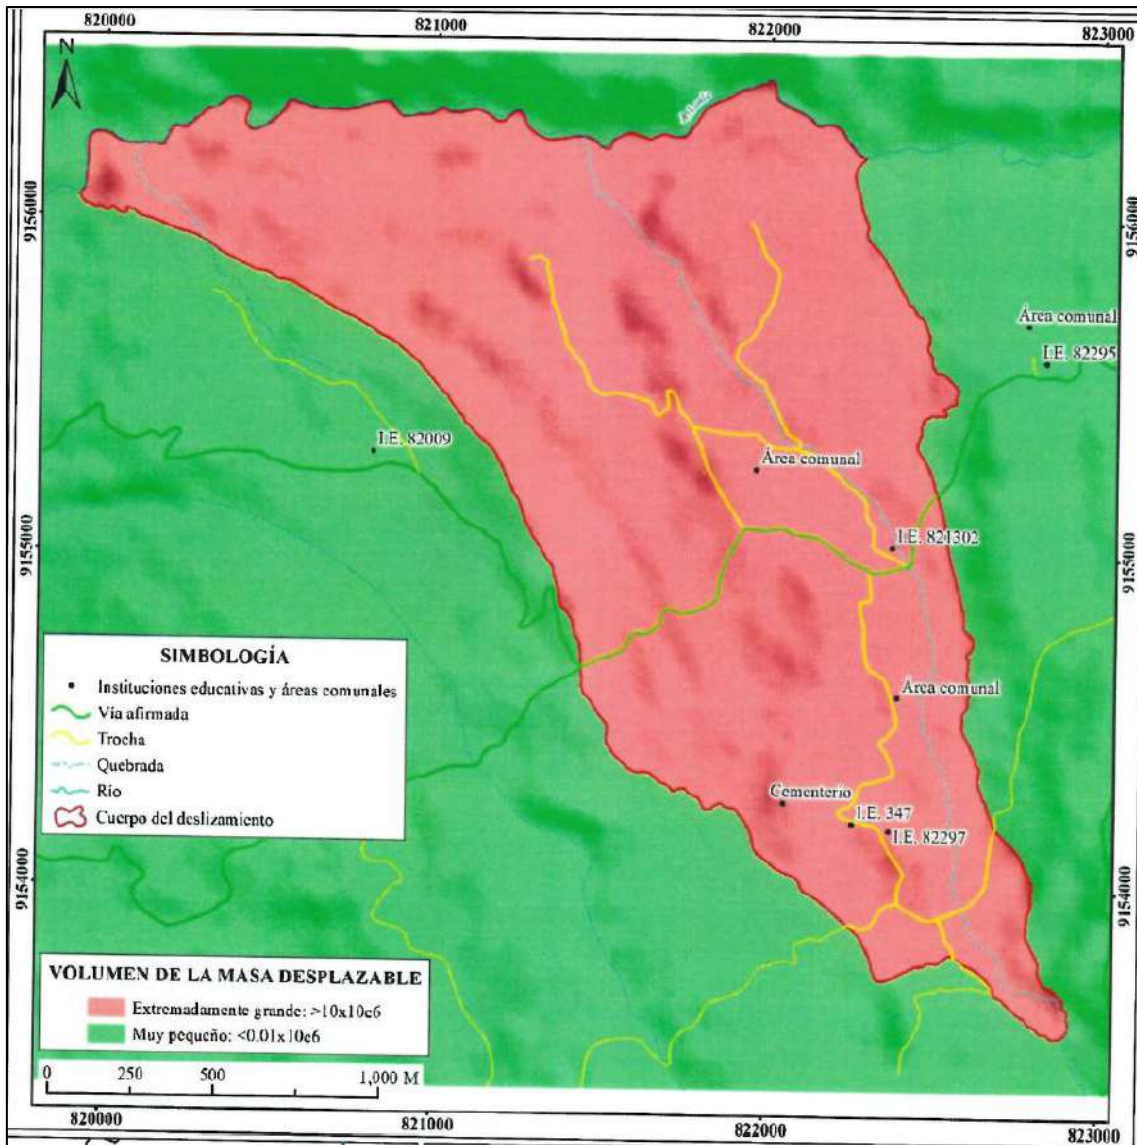 820000 821000 822000 823000
N
9156000
9156000
Área comunal
I.E. 82295
I.E. 82009
Área comunal
9155000
I.E. 821302
9155000
SIMBOLOGÍA
Instituciones educativas y áreas comunales
Vía afirmada
Trocha
Quebrada
Río
Cuerpo del deslizamiento
Área comunal
Cementerio
I.E. 347
I.E. 82297
9154000
9154000
VOLUMEN DE LA MASA DESPLAZABLE
Extremadamente grande: >10x10e6
Muy pequeño: <0.01x10e6
0 250 500 1,000 M
820000 821000 822000 823000